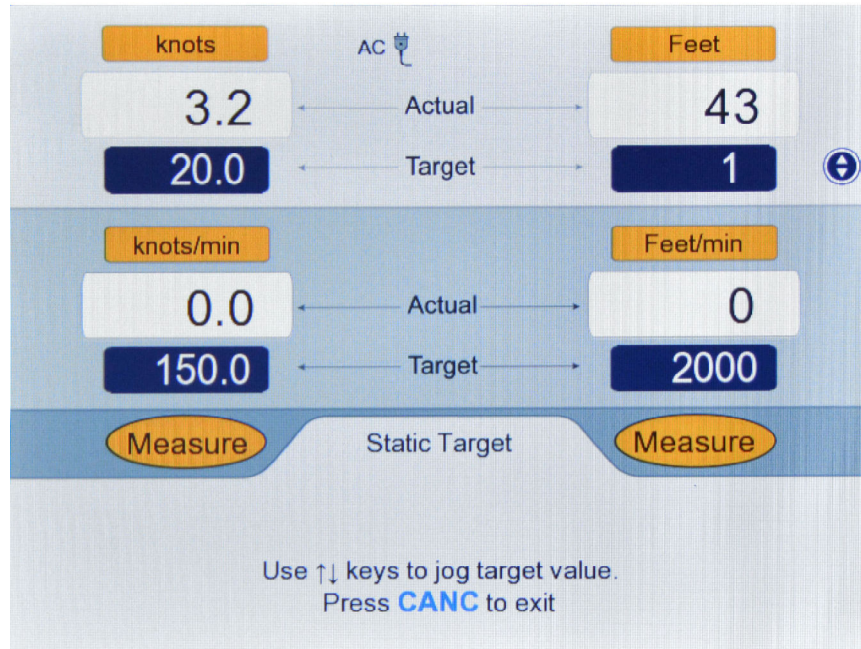 knots AC Feet
3.2 Actual 43
20.0 Target 1
knots/min Feet/min
0.0 Actual 0
150.0 Target 2000
Measure Static Target Measure
Use ↑↓ keys to jog target value.
Press CANC to exit